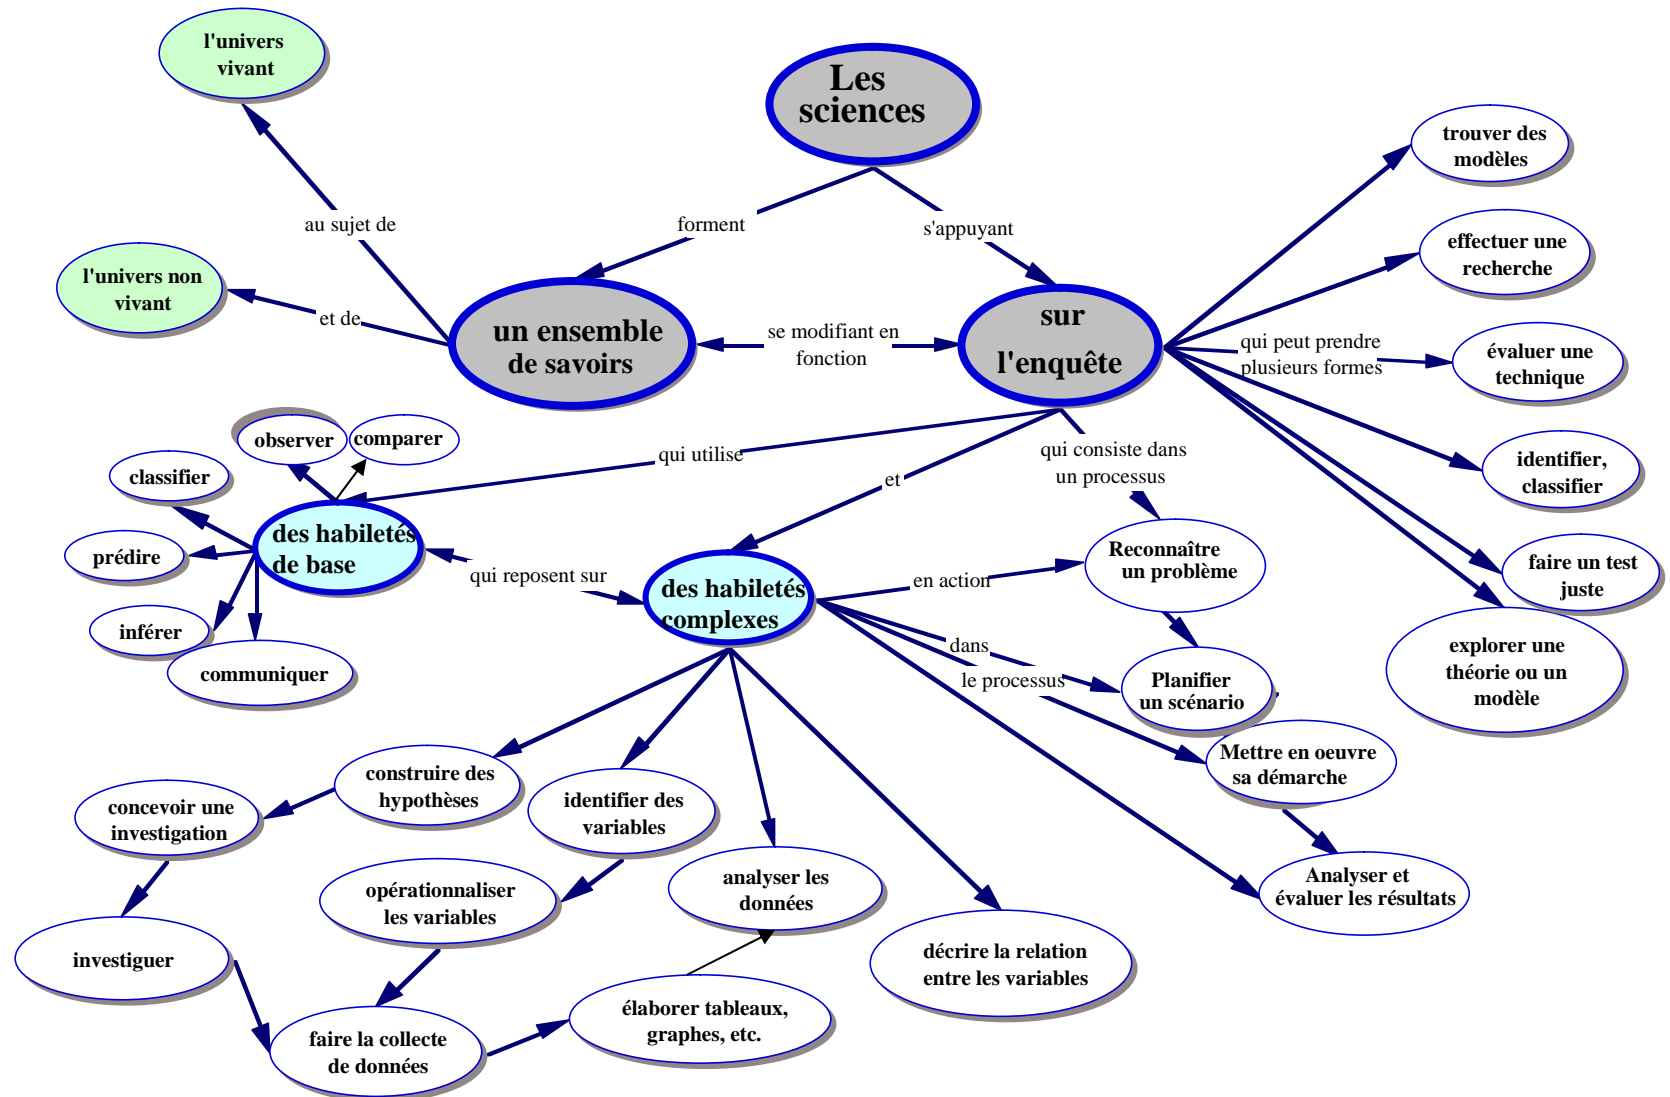 l'univers
vivant
Les
sciences
trouver des
modèles
au sujet de
forment
s'appuyant
effectuer une
recherche
l'univers non
vivant
et de
un ensemble
de savoirs
se modifiant en
fonction
sur
l'enquête
qui peut prendre
plusieurs formes
évaluer une
technique
observer
comparer
classifier
qui utilise
et
qui consiste dans
un processus
identifier,
classifier
prédire
des habiletés
de base
qui reposent sur
des habiletés
complexes
en action
Reconnaître
un problème
faire un test
juste
inférer
communiquer
dans
le processus
Planifier
un scénario
explorer une
théorie ou un
modèle
Mettre en oeuvre
sa démarche
construire des
hypothèses
concevoir une
investigation
identifier des
variables
opérationnaliser
les variables
analyser les
données
Analyser et
évaluer les résultats
investiguer
décrire la relation
entre les variables
élaborer tableaux,
graphes, etc.
faire la collecte
de données